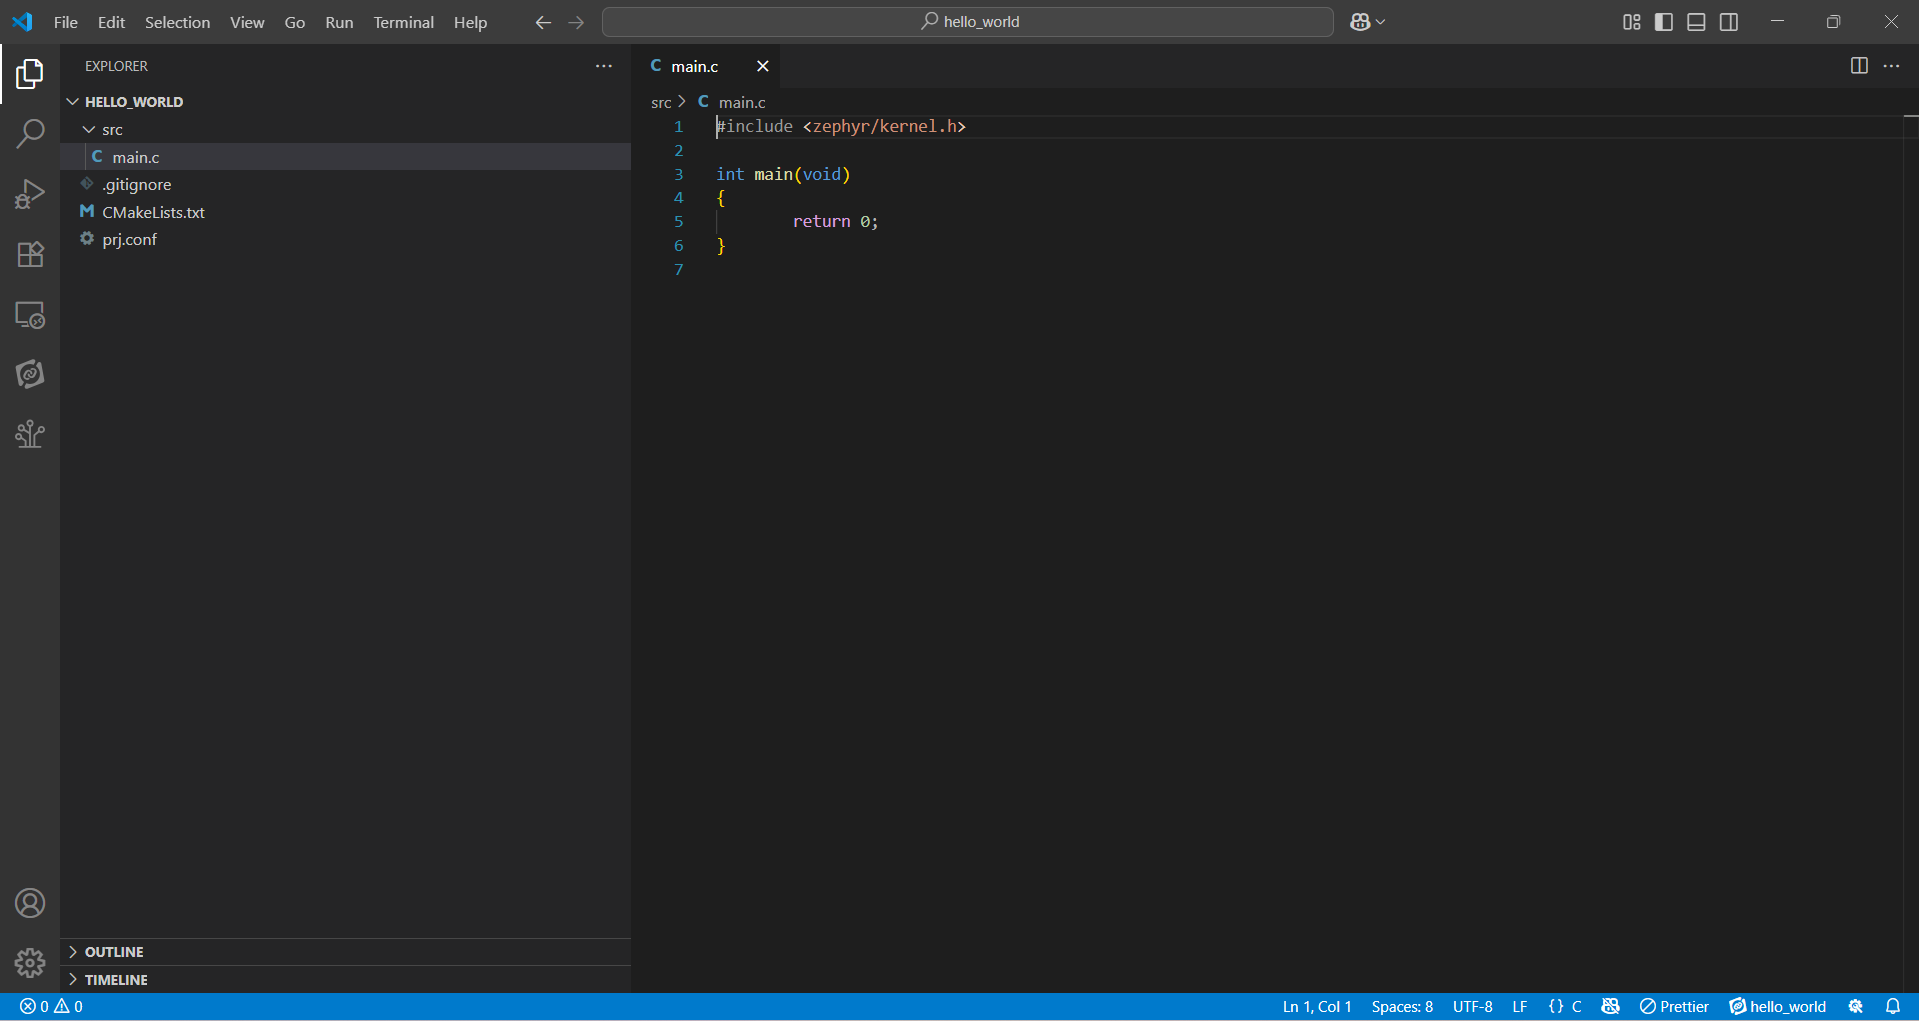 File Edit Selection View Go Run Terminal Help
hello_world
EXPLORER
HELLO_WORLD
src
C main.c
.gitignore
M CMakeLists.txt
prj.conf
OUTLINE
TIMELINE
C main.c
src > C main.c
1 #include <zephyr/kernel.h>
2
3 int main(void)
4 {
5 return 0;
6 }
7
0 0
Ln 1, Col 1 Spaces: 8 UTF-8 LF {} C Prettier hello_world